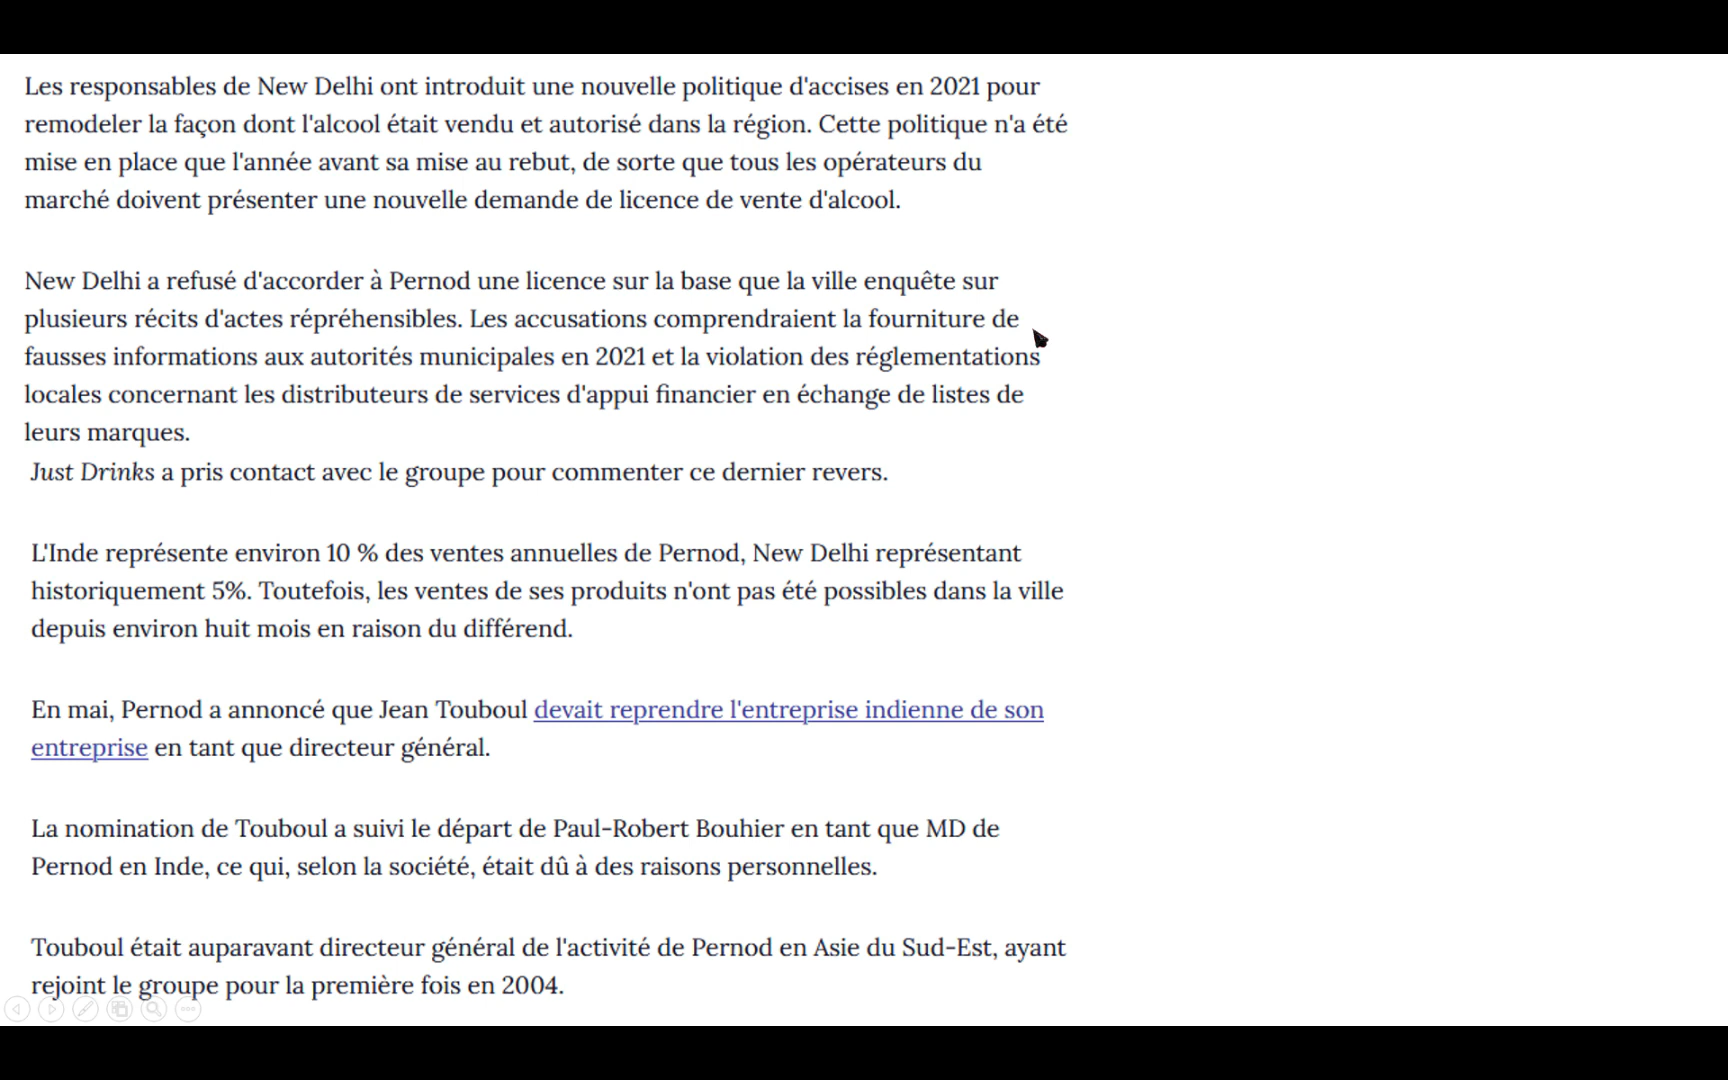 Les responsables de New Delhi ont introduit une nouvelle politique d'accises en 2021 pour
remodeler la façon dont l'alcool était vendu et autorisé dans la région. Cette politique n'a été
mise en place que l'année avant sa mise au rebut, de sorte que tous les opérateurs du
marché doivent présenter une nouvelle demande de licence de vente d'alcool.
New Delhi a refusé d'accorder à Pernod une licence sur la base que la ville enquête sur
plusieurs récits d'actes répréhensibles. Les accusations comprendraient la fourniture de
fausses informations aux autorités municipales en 2021 et la violation des réglementations
locales concernant les distributeurs de services d'appui financier en échange de listes de
leurs marques.
Just Drinks a pris contact avec le groupe pour commenter ce dernier revers.
L'Inde représente environ 10 % des ventes annuelles de Pernod, New Delhi représentant
historiquement 5%. Toutefois, les ventes de ses produits n'ont pas été possibles dans la ville
depuis environ huit mois en raison du différend.
En mai, Pernod a annoncé que Jean Touboul devait reprendre l'entreprise indienne de son
entreprise en tant que directeur général.
La nomination de Touboul a suivi le départ de Paul-Robert Bouhier en tant que MD de
Pernod en Inde, ce qui, selon la société, était dû à des raisons personnelles.
Touboul était auparavant directeur général de l'activité de Pernod en Asie du Sud-Est, ayant
rejoint le groupe pour la première fois en 2004.